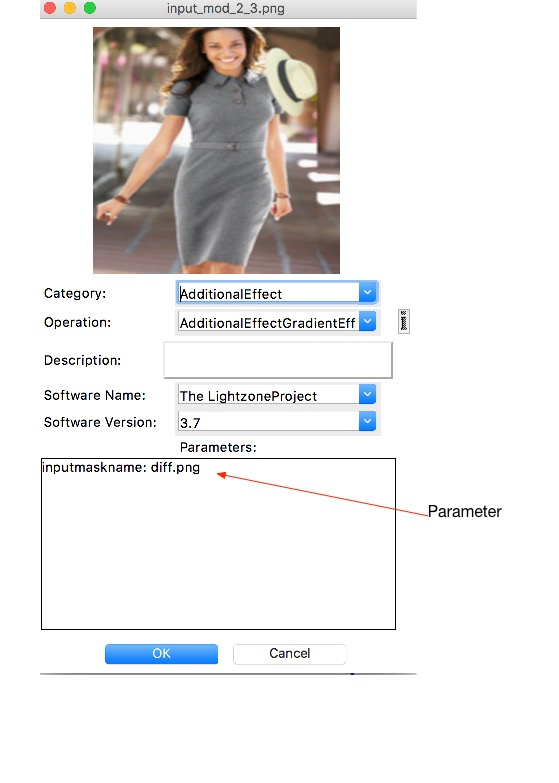 input_mod_2_3.png
Category:
AdditionalEffect
Operation:
AdditionalEffectGradientEff
Description:
Software Name:
The LightzoneProject
Software Version:
3.7
Parameters:
inputmaskname: diff.png
Parameter
OK
Cancel